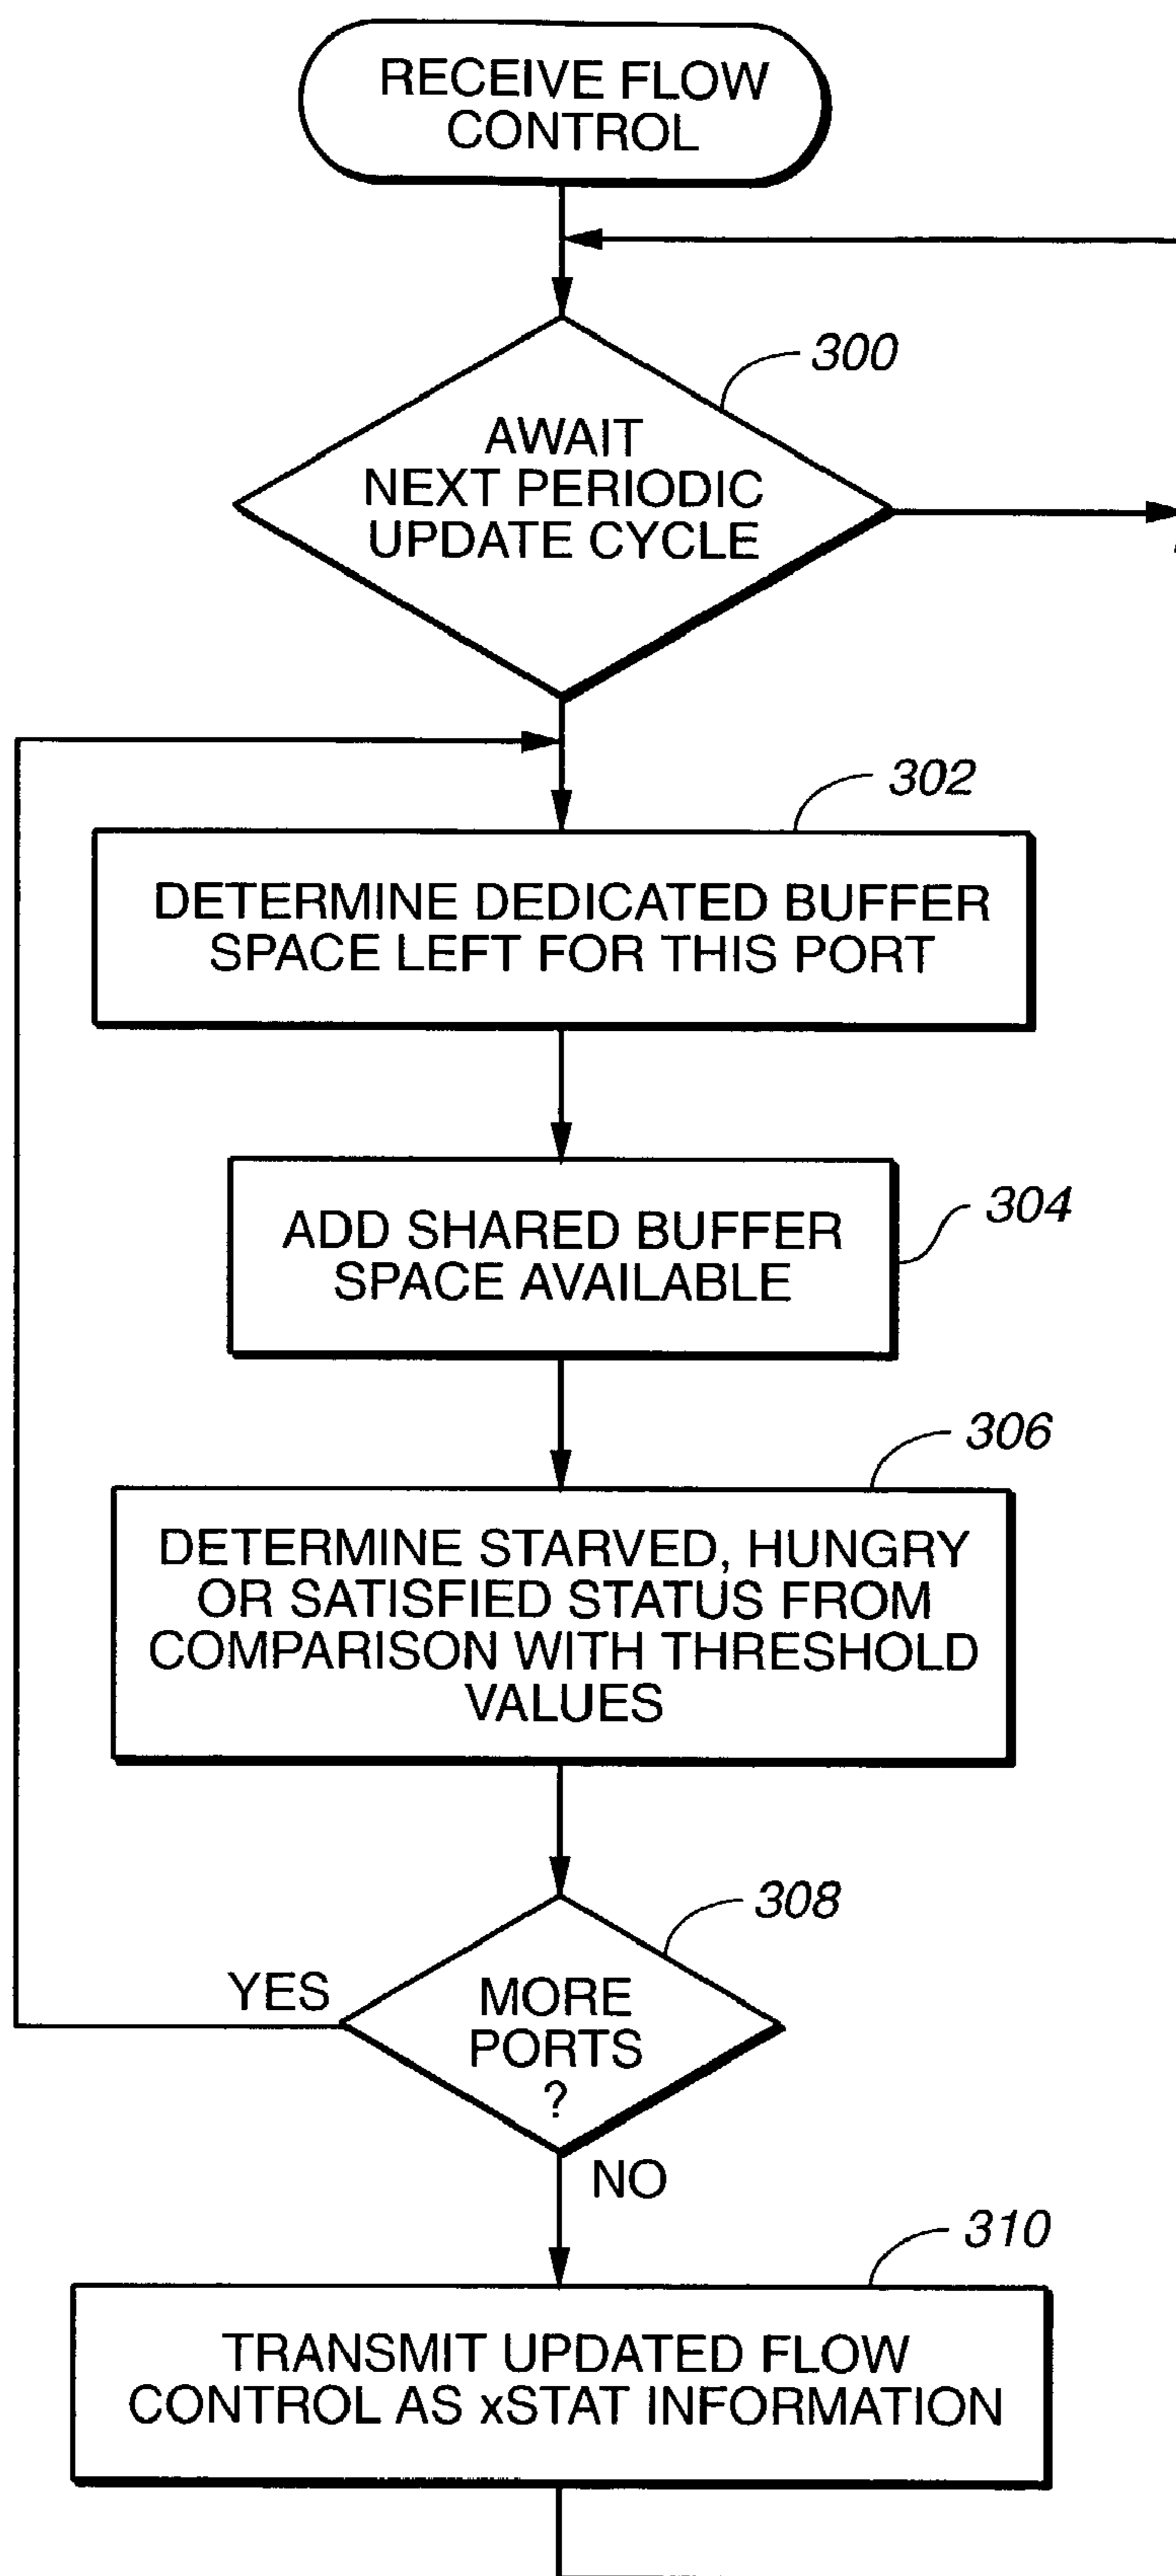 RECEIVE FLOW
CONTROL
300
AWAIT
NEXT PERIODIC
UPDATE CYCLE
302
DETERMINE DEDICATED BUFFER
SPACE LEFT FOR THIS PORT
304
ADD SHARED BUFFER
SPACE AVAILABLE
306
DETERMINE STARVED, HUNGRY
OR SATISFIED STATUS FROM
COMPARISON WITH THRESHOLD
VALUES
308
YES
MORE
PORTS
?
NO
310
TRANSMIT UPDATED FLOW
CONTROL AS xSTAT INFORMATION